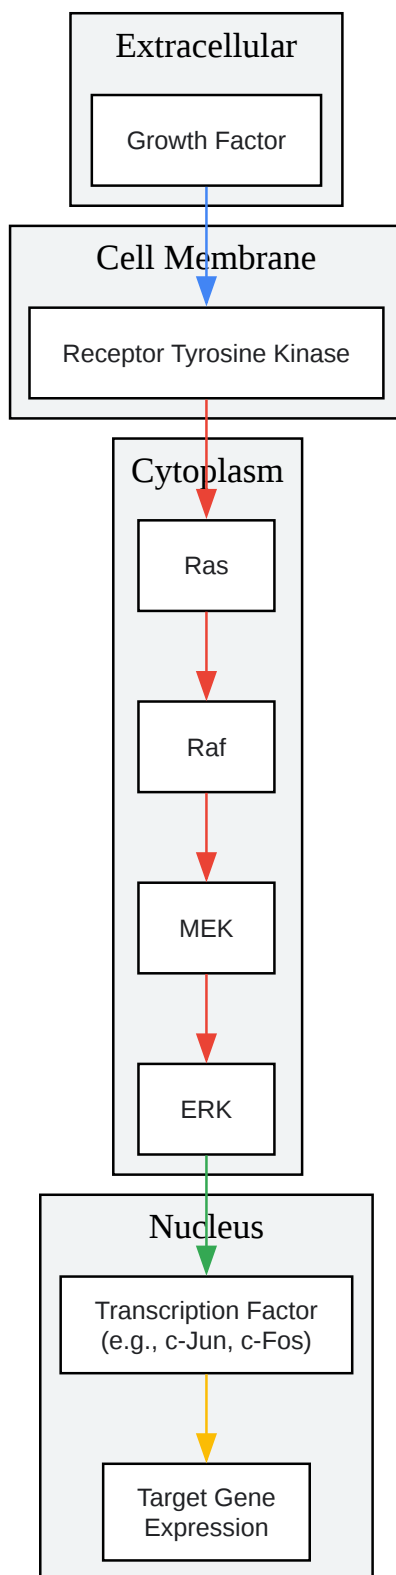 Extracellular
Growth Factor
Cell Membrane
Receptor Tyrosine Kinase
Cytoplasm
Ras
Raf
MEK
ERK
Nucleus
Transcription Factor
(e.g., c-Jun, c-Fos)
Target Gene
Expression